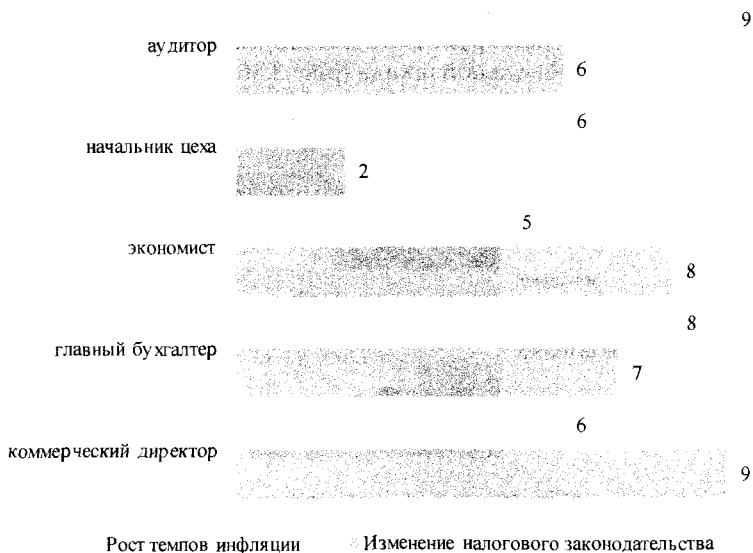 9
аудитор
6
6
начальник цеха
2
5
экономист
8
8
главный бухгалтер
7
6
коммерческий директор
9
Рост темпов инфляции Изменение налогового законодательства